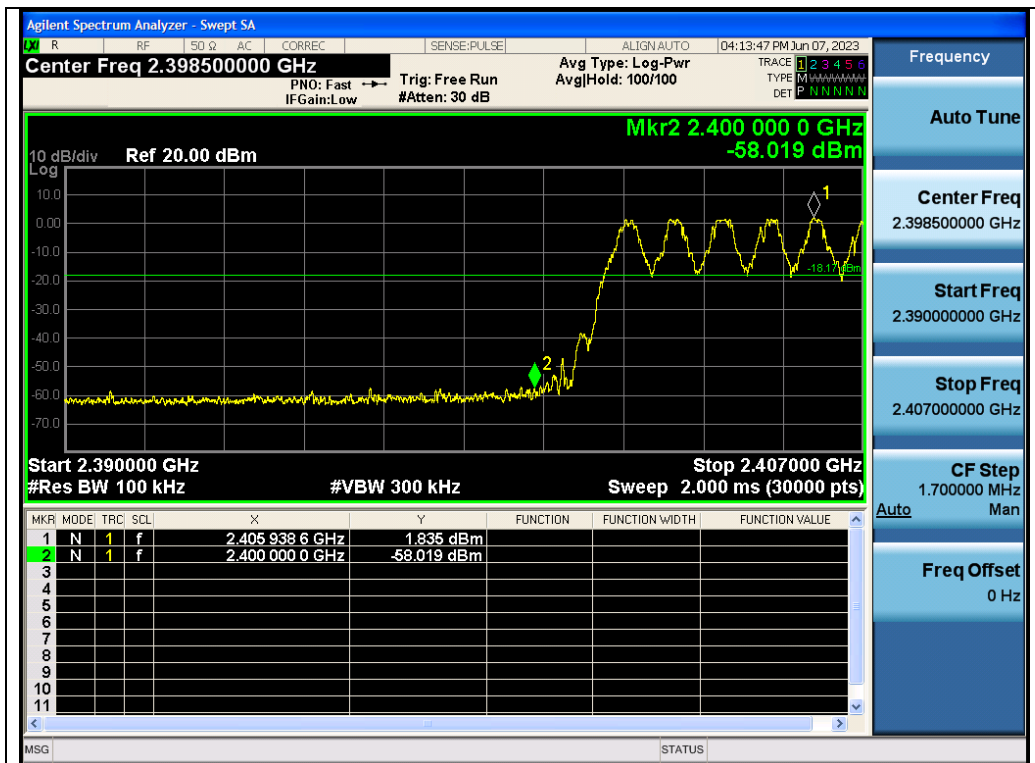 Agilent Spectrum Analyzer - Swept SA
LXI R RF 50 Ω AC CORREC SENSE:PULSE ALIGN AUTO 04:13:47 PM Jun 07, 2023
Center Freq 2.398500000 GHz
PNO: Fast
IFGain:Low
Trig: Free Run
#Atten: 30 dB
Avg Type: Log-Pwr
Avg|Hold: 100/100
TRACE 1 2 3 4 5 6
TYPE M
DET P N N N N N
Mkr2 2.400 000 0 GHz
-58.019 dBm
10 dB/div Ref 20.00 dBm
Log
10.0
0.00
-10.0
-20.0
-30.0
-40.0
-50.0
-60.0
-70.0
1
-18.17 dBm
2
Start 2.390000 GHz Stop 2.407000 GHz
#Res BW 100 kHz #VBW 300 kHz Sweep 2.000 ms (30000 pts)
MKR MODE TRC SCL X Y FUNCTION FUNCTION WIDTH FUNCTION VALUE
1 N 1 f 2.405 938 6 GHz 1.835 dBm
2 N 1 f 2.400 000 0 GHz -58.019 dBm
3
4
5
6
7
8
9
10
11
MSG STATUS
Frequency
Auto Tune
Center Freq
2.398500000 GHz
Start Freq
2.390000000 GHz
Stop Freq
2.407000000 GHz
CF Step
1.700000 MHz
Auto Man
Freq Offset
0 Hz